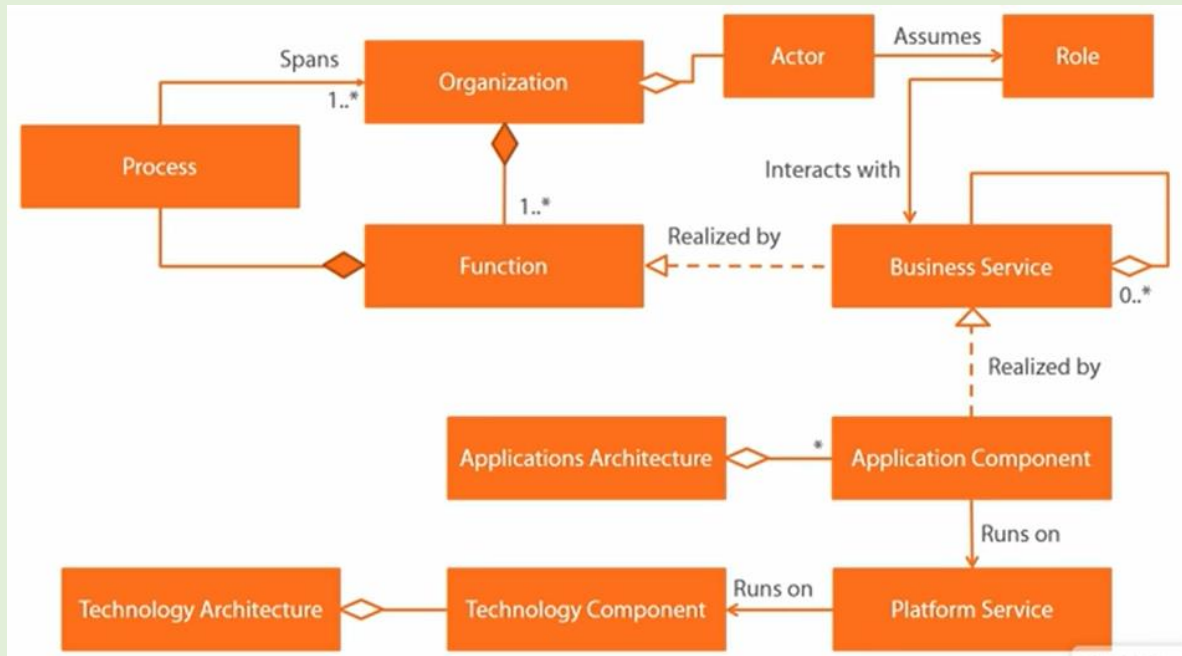 Spans
Organization
Actor
Assumes
Role
1..*
Process
Interacts with
1..*
Realized by
Function
Business Service
0..*
Realized by
Applications Architecture
*
Application Component
Runs on
Technology Architecture
Technology Component
Runs on
Platform Service